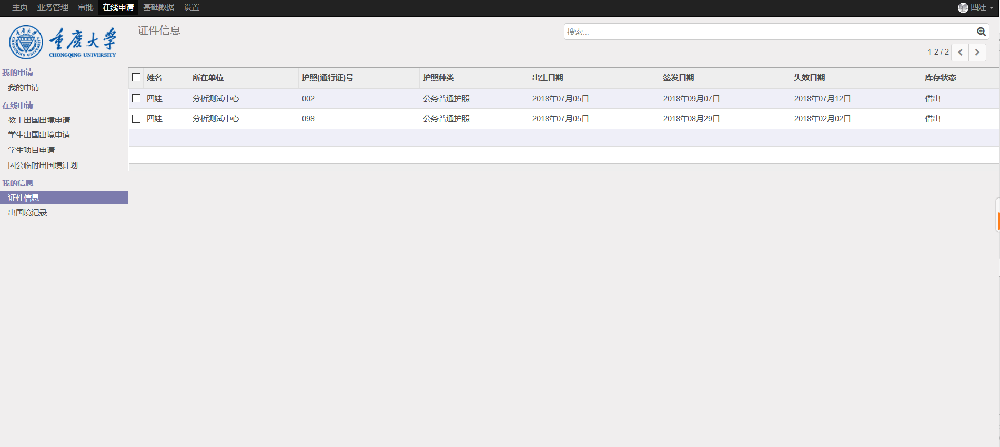 主页 业务管理 审批 在线申请 基础数据 设置 四娃
重庆大学
CHONGQING UNIVERSITY
证件信息
搜索...
1-2 / 2
我的申请
我的申请
在线申请
教工出国出境申请
学生出国出境申请
学生项目申请
因公临时出国境计划
我的信息
证件信息
出国境记录
姓名 所在单位 护照(通行证)号 护照种类 出生日期 签发日期 失效日期 库存状态
四娃 分析测试中心 002 公务普通护照 2018年07月05日 2018年09月07日 2018年07月12日 借出
四娃 分析测试中心 098 公务普通护照 2018年07月05日 2018年08月29日 2018年02月02日 借出